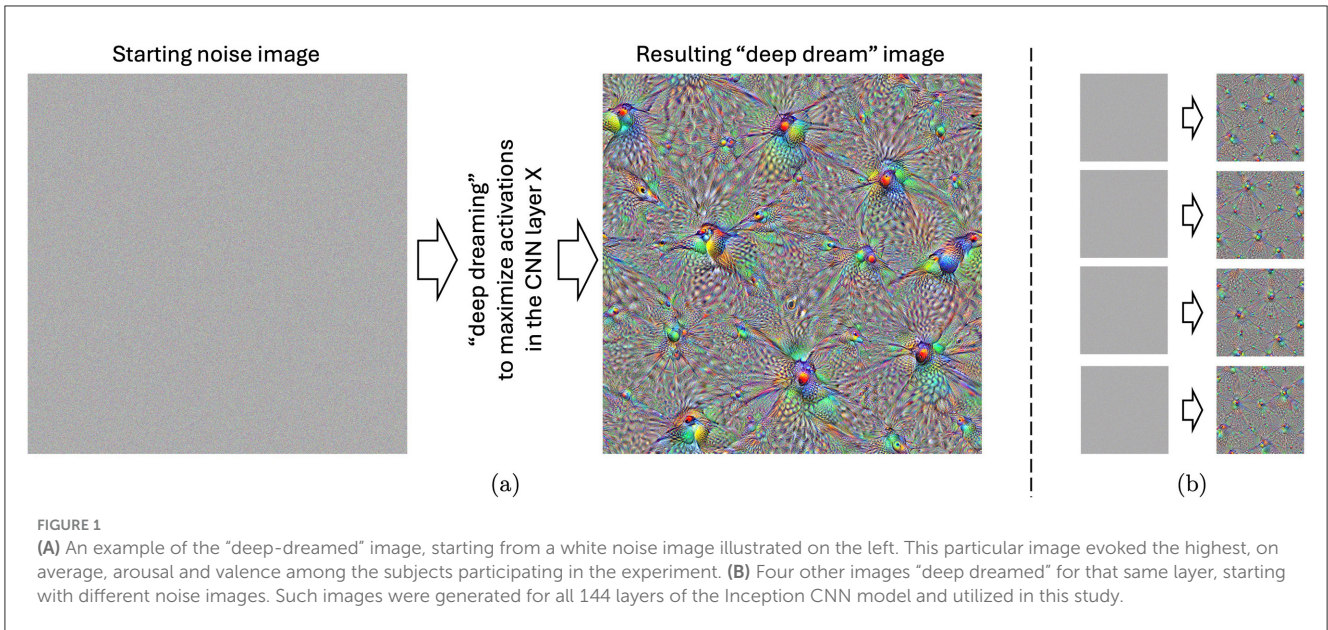 Starting noise image
Resulting “deep dream” image
“deep dreaming”
to maximize activations
in the CNN layer X
(a)
(b)
FIGURE 1
(A) An example of the “deep-dreamed” image, starting from a white noise image illustrated on the left. This particular image evoked the highest, on
average, arousal and valence among the subjects participating in the experiment. (B) Four other images “deep dreamed” for that same layer, starting
with different noise images. Such images were generated for all 144 layers of the Inception CNN model and utilized in this study.